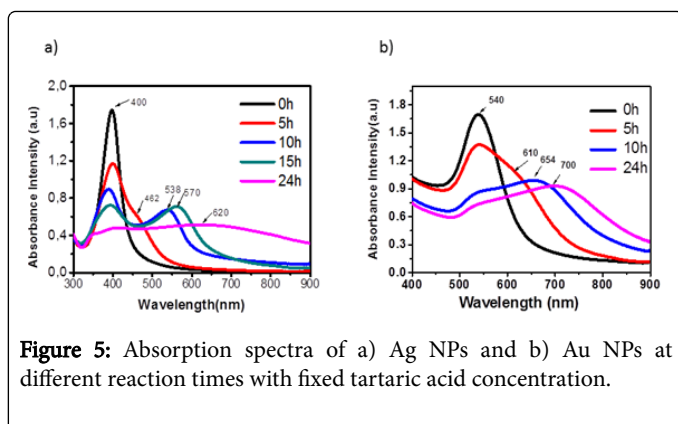 a)
b)
2,0
1,6
1,2
0,8
0,4
0,0
Absorbance Intensity (a.u)
400
462
538
570
620
0h
5h
10h
15h
24h
300 400 500 600 700 800 900
Wavelength(nm)
1.8
1.5
1.2
0.9
0.6
0.3
0.0
Absorbance Intensity (a.u)
540
610
654
700
0h
5h
10h
24h
400 500 600 700 800 900
Wavelength (nm)
Figure 5: Absorption spectra of a) Ag NPs and b) Au NPs at
different reaction times with fixed tartaric acid concentration.